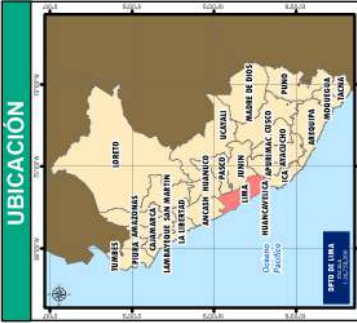 UBICACIÓN
LORETO
TUMBES
PIURA
AMAZONAS
CAJAMARCA
LAMBAYEQUE
SAN MARTIN
LA LIBERTAD
ANCASH
HUANUCO
UCAYALI
PASCO
JUNIN
LIMA
MADRE DE DIOS
HUANCAVELICA
CUSCO
APURIMAC
ICA
AYACUCHO
PUNO
AREQUIPA
MOQUEGUA
TACNA
Océano
Pacífico
DPTO DE LIMA
ESCALA